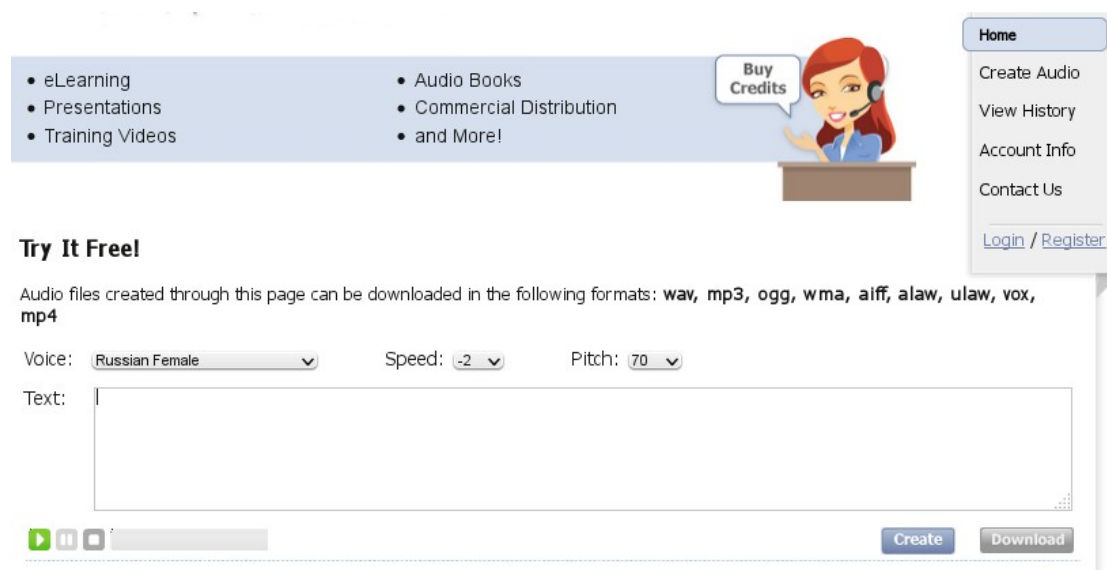 Home
• eLearning
• Presentations
• Training Videos
• Audio Books
• Commercial Distribution
• and More!
Buy
Credits
Create Audio
View History
Account Info
Contact Us
Login / Register
Try It Free!
Audio files created through this page can be downloaded in the following formats: wav, mp3, ogg, wma, aiff, alaw, ulaw, vox,
mp4
Voice: Russian Female Speed: -2 Pitch: 70
Text:
Create Download